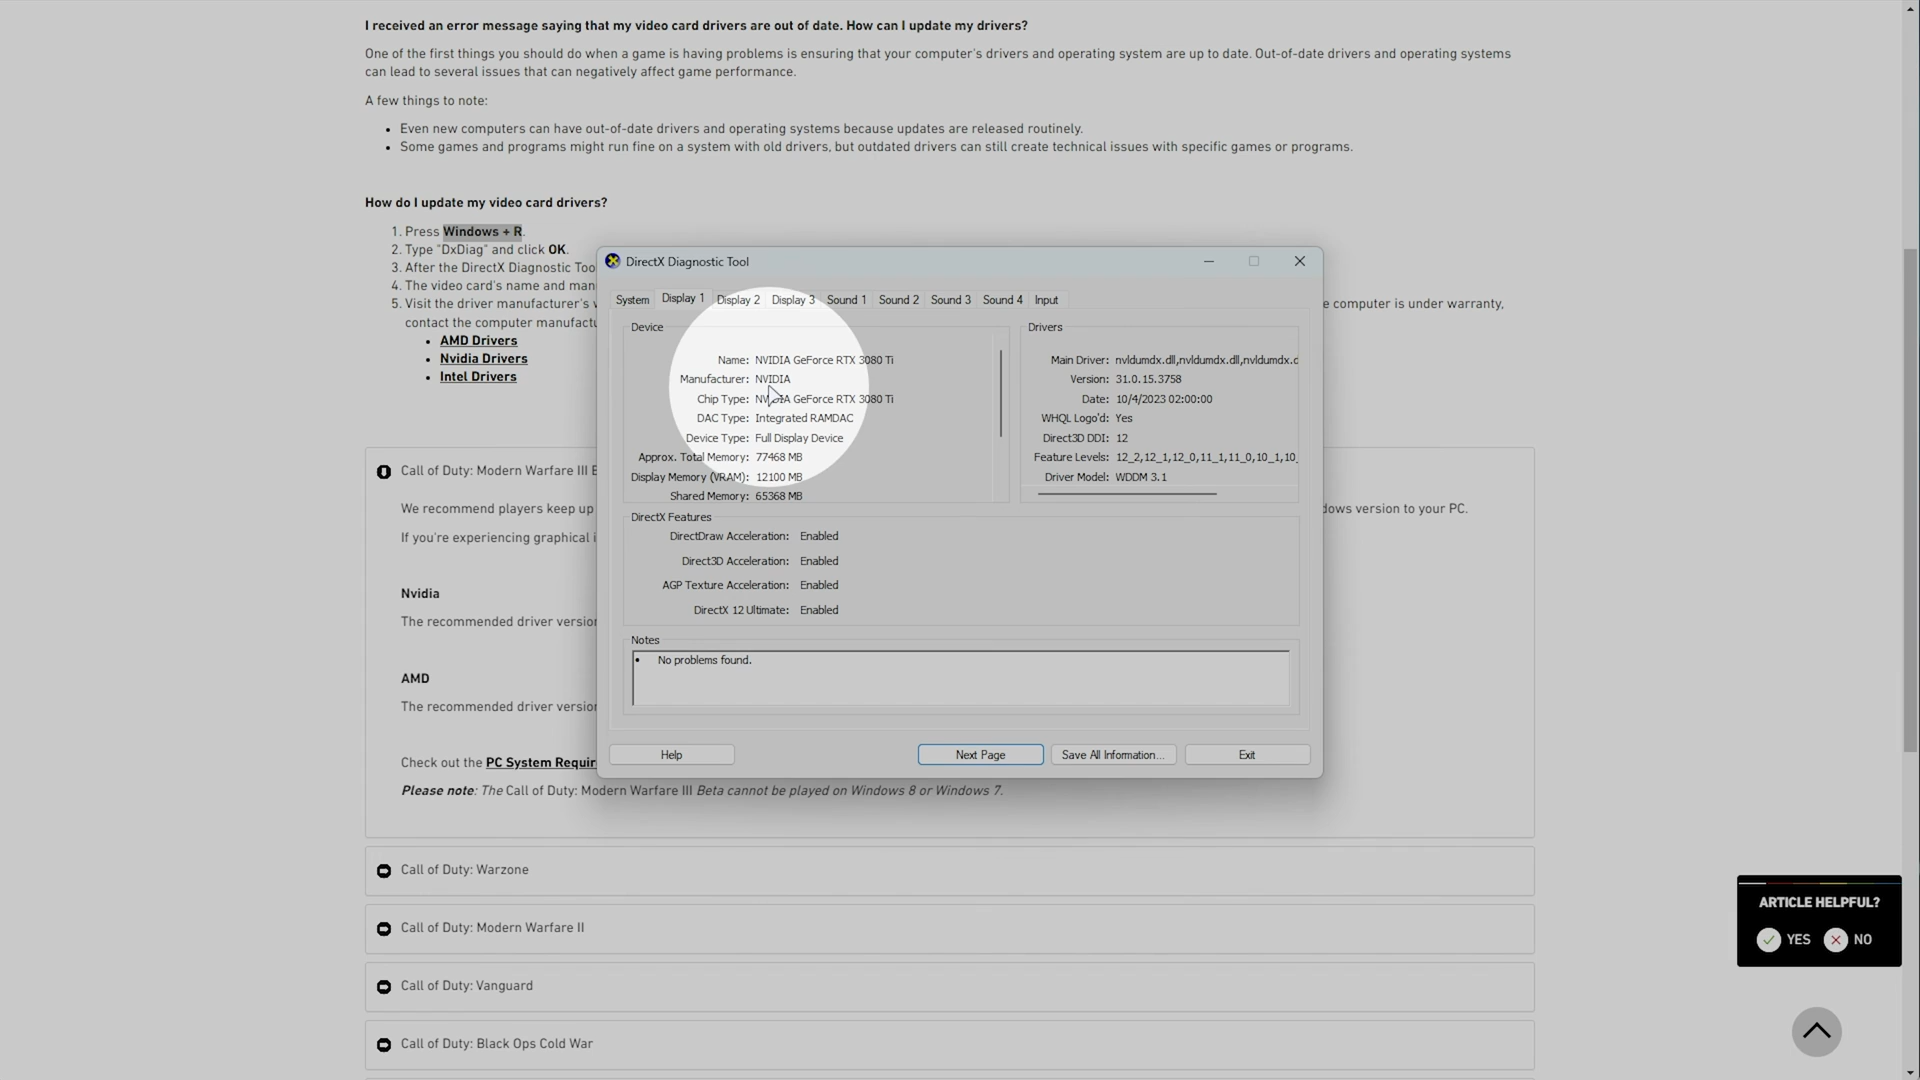 I received an error message saying that my video card drivers are out of date. How can I update my drivers?
One of the first things you should do when a game is having problems is ensuring that your computer's drivers and operating system are up to date. Out-of-date drivers and operating systems
can lead to several issues that can negatively affect game performance.
A few things to note:
• Even new computers can have out-of-date drivers and operating systems because updates are released routinely.
• Some games and programs might run fine on a system with old drivers, but outdated drivers can still create technical issues with specific games or programs.
How do I update my video card drivers?
1. Press Windows + R.
2. Type "DxDiag" and click OK.
3. After the DirectX Diagnostic Too
4. The video card's name and man
5. Visit the driver manufacturer's
e computer is under warranty,
contact the computer manufactu
• AMD Drivers
• Nvidia Drivers
• Intel Drivers
DirectX Diagnostic Tool
System Display 1 Display 2 Display 3 Sound 1 Sound 2 Sound 3 Sound 4 Input
Device
Name: NVIDIA GeForce RTX 3080 Ti
Manufacturer: NVIDIA
Chip Type: NVIDIA GeForce RTX 3080 Ti
DAC Type: Integrated RAMDAC
Device Type: Full Display Device
Approx. Total Memory: 77468 MB
Display Memory (VRAM): 12100 MB
Shared Memory: 65368 MB
Drivers
Main Driver: nvldumdx.dll,nvldumdx.dll,nvldumdx.d
Version: 31.0.15.3758
Date: 10/4/2023 02:00:00
WHQL Logo'd: Yes
Direct3D DDI: 12
Feature Levels: 12_2,12_1,12_0,11_1,11_0,10_1,10_
Driver Model: WDDM 3.1
DirectX Features
DirectDraw Acceleration: Enabled
Direct3D Acceleration: Enabled
AGP Texture Acceleration: Enabled
DirectX 12 Ultimate: Enabled
Notes
• No problems found.
Help Next Page Save All Information... Exit
Call of Duty: Modern Warfare III B
We recommend players keep up
dows version to your PC.
If you're experiencing graphical i
Nvidia
The recommended driver version
AMD
The recommended driver version
Check out the PC System Requir
Please note: The Call of Duty: Modern Warfare III Beta cannot be played on Windows 8 or Windows 7.
Call of Duty: Warzone
Call of Duty: Modern Warfare II
Call of Duty: Vanguard
Call of Duty: Black Ops Cold War
ARTICLE HELPFUL?
YES NO